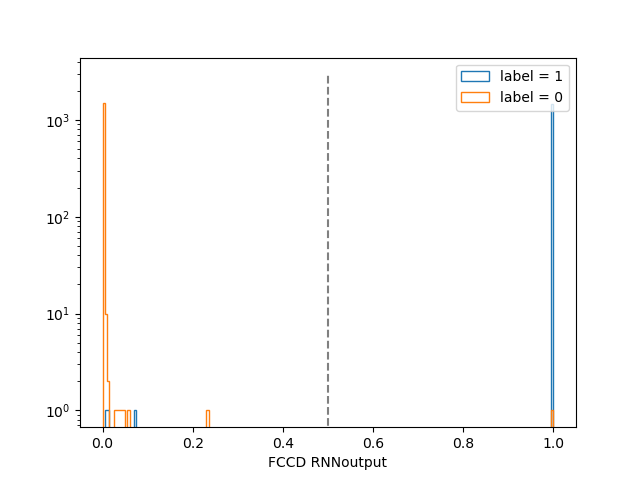 label = 1
label = 0
10³
10²
10¹
10⁰
0.0 0.2 0.4 0.6 0.8 1.0
FCCD RNNoutput